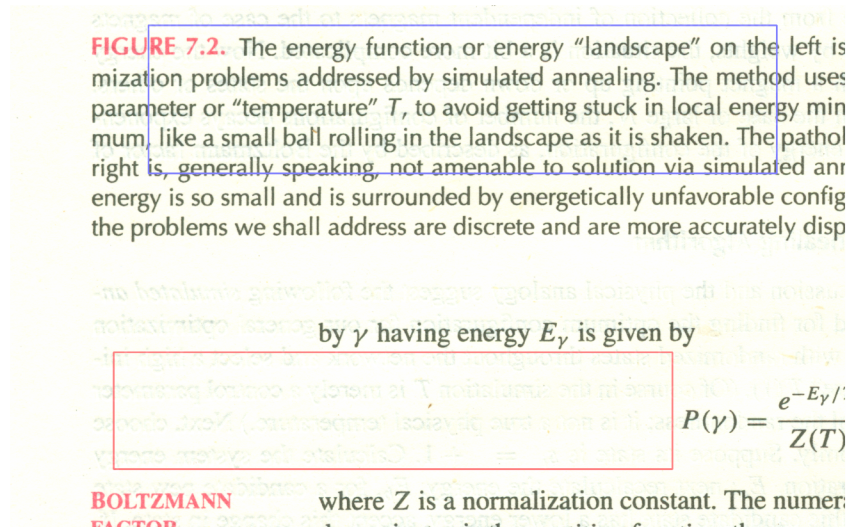 FIGURE 7.2. The energy function or energy “landscape” on the left is
mization problems addressed by simulated annealing. The method uses
parameter or “temperature” T, to avoid getting stuck in local energy min
mum, like a small ball rolling in the landscape as it is shaken. The pathol
right is, generally speaking, not amenable to solution via simulated ann
energy is so small and is surrounded by energetically unfavorable config
the problems we shall address are discrete and are more accurately disp
by γ having energy Eγ is given by
P(γ) = e^{-Eγ/T} / Z(T)
BOLTZMANN where Z is a normalization constant. The numera
FACTOR